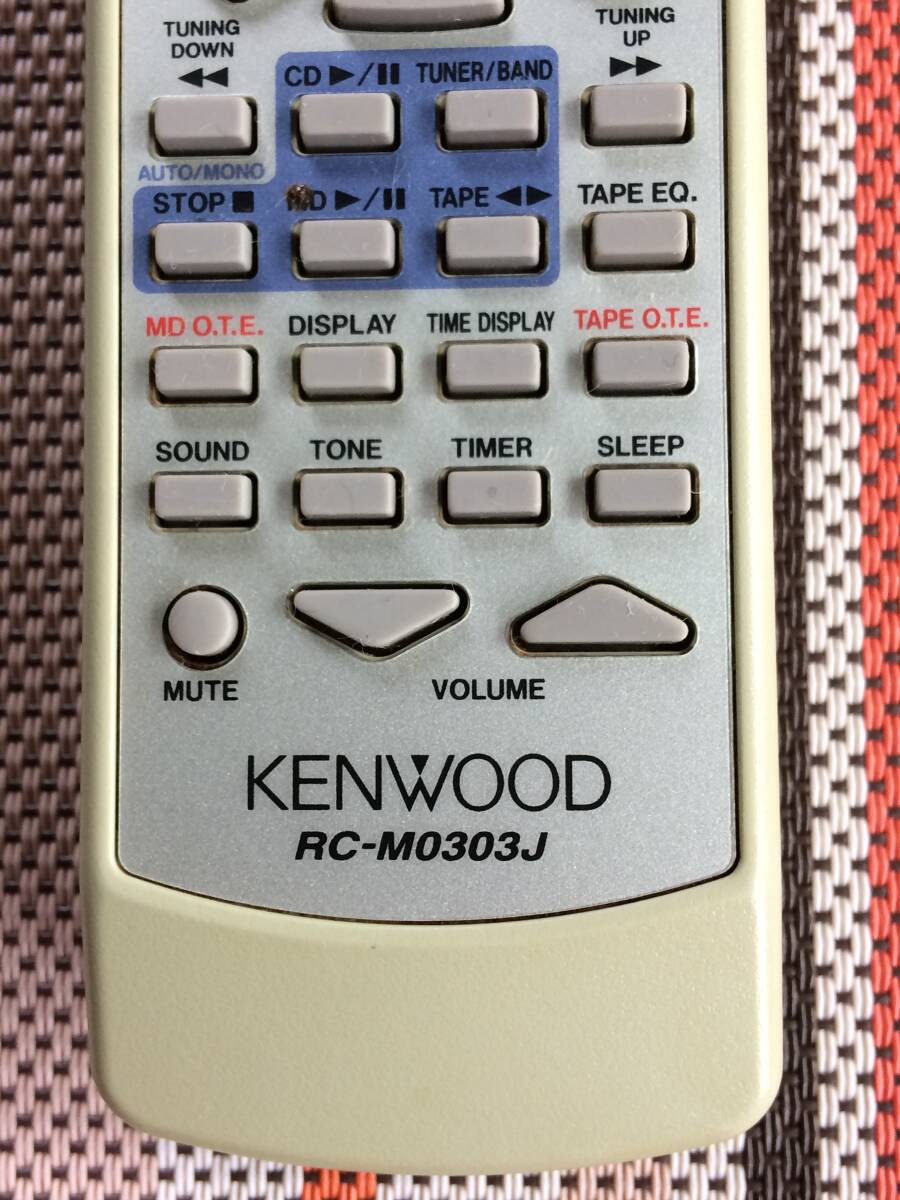 TUNING DOWN
TUNING UP
◀◀
▶▶
CD ▶/❚❚
TUNER/BAND
AUTO/MONO
STOP ■
MD ▶/❚❚
TAPE ◀▶
TAPE EQ.
MD O.T.E.
DISPLAY
TIME DISPLAY
TAPE O.T.E.
SOUND
TONE
TIMER
SLEEP
MUTE
VOLUME
KENWOOD
RC-M0303J